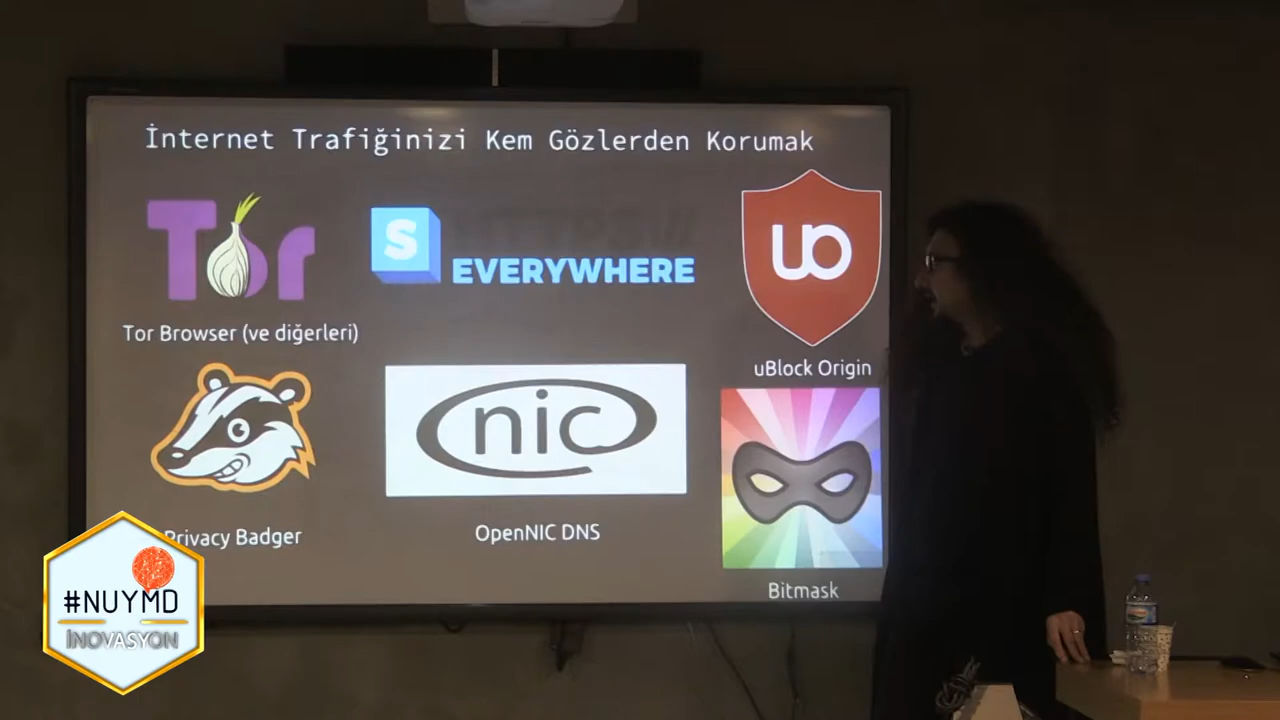 İnternet Trafiğinizi Kem Gözlerden Korumak
Tor
S
HTTPS://
EVERYWHERE
uo
Tor Browser (ve diğerleri)
uBlock Origin
nic
Privacy Badger
OpenNIC DNS
Bitmask
#NUYMD
İNOVASYON